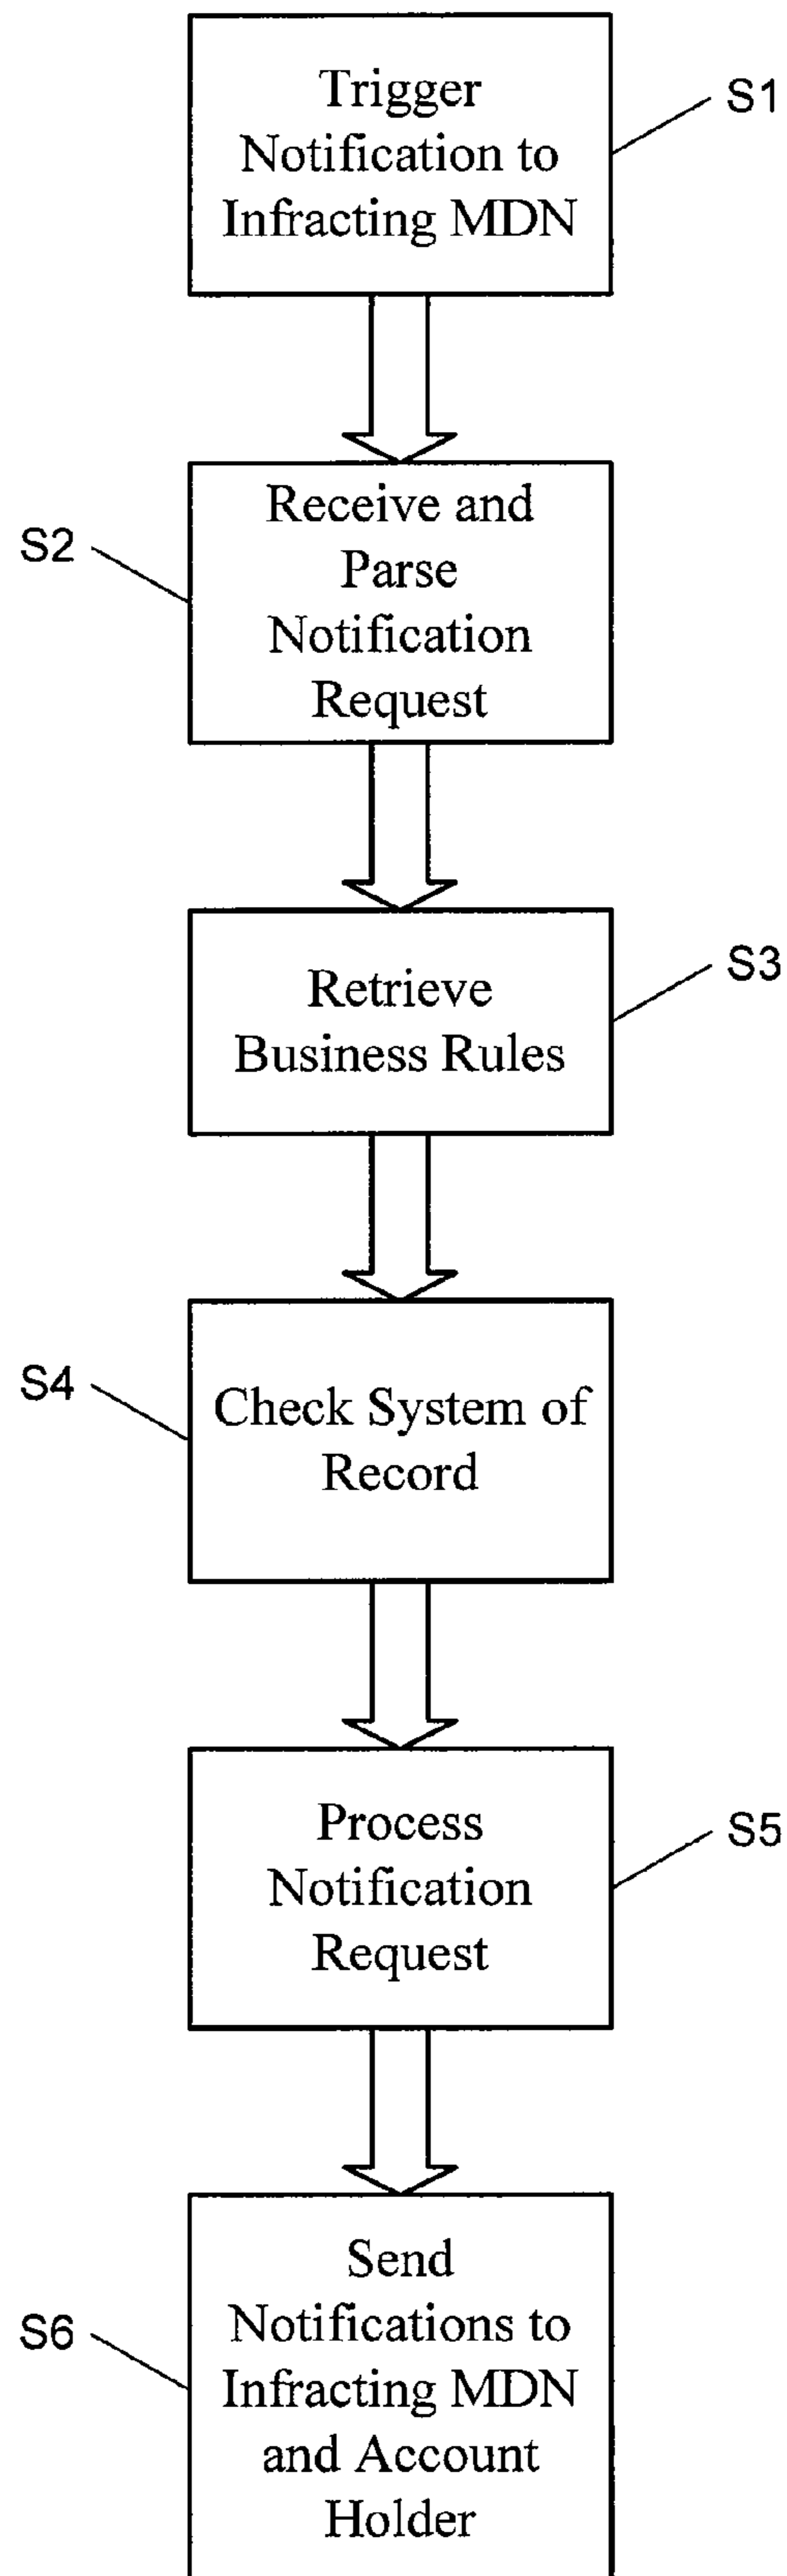 Trigger
Notification to
Infracting MDN
S1
Receive and
Parse
Notification
Request
S2
Retrieve
Business Rules
S3
Check System of
Record
S4
Process
Notification
Request
S5
Send
Notifications to
Infracting MDN
and Account
Holder
S6